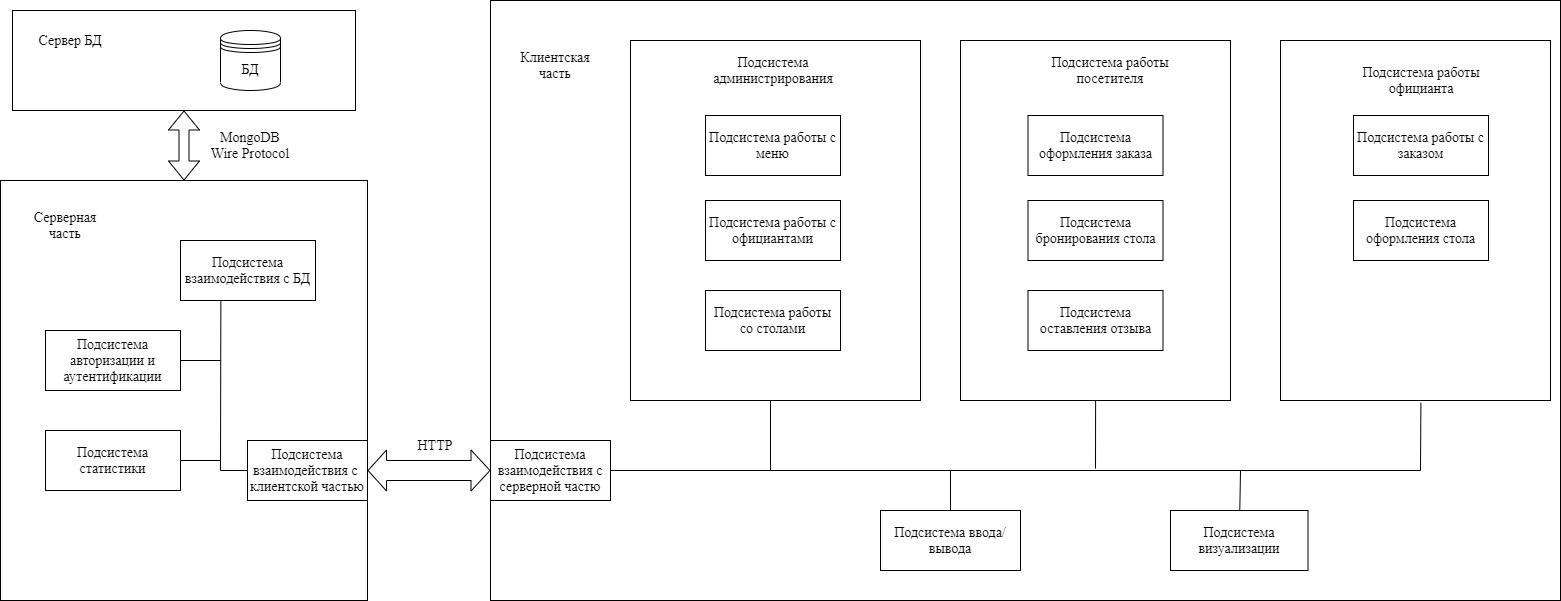 Сервер БД
БД
MongoDB
Wire Protocol
Серверная
часть
Подсистема
взаимодействия с БД
Подсистема
авторизации и
аутентификации
Подсистема
статистики
Подсистема
взаимодействия с
клиентской частью
HTTP
Клиентская
часть
Подсистема
администрирования
Подсистема работы с
меню
Подсистема работы с
официантами
Подсистема работы
со столами
Подсистема работы
посетителя
Подсистема
оформления заказа
Подсистема
бронирования стола
Подсистема
оставления отзыва
Подсистема работы
официанта
Подсистема работы с
заказом
Подсистема
оформления стола
Подсистема
взаимодействия с
серверной частю
Подсистема ввода/
вывода
Подсистема
визуализации